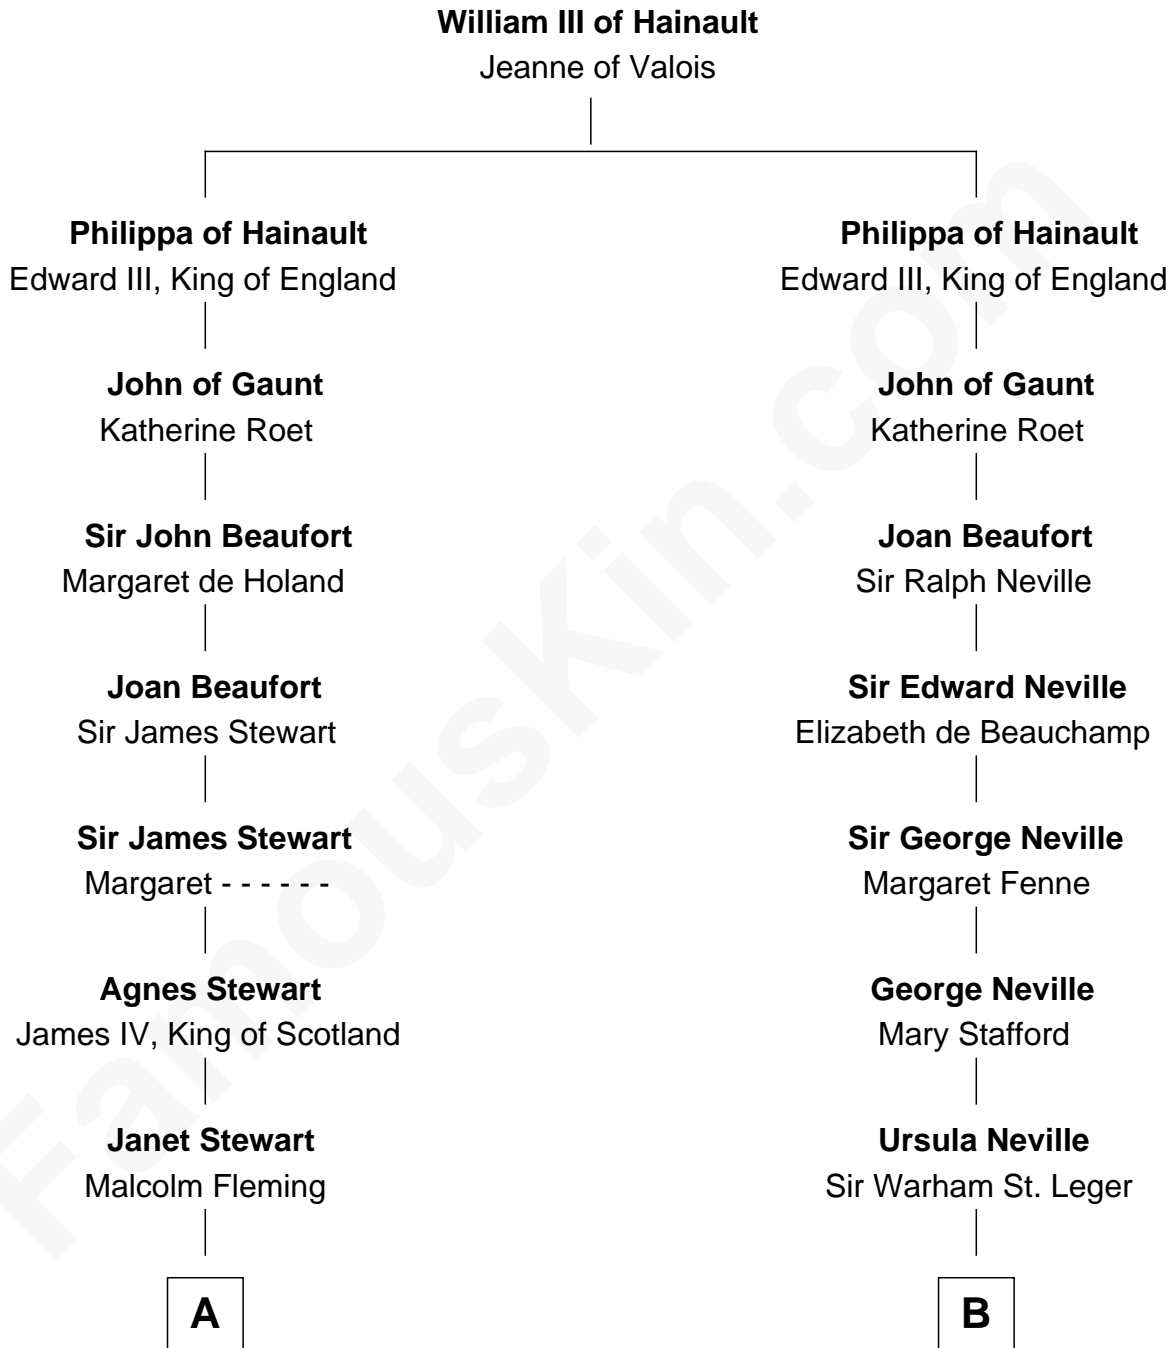 William III of Hainault
Jeanne of Valois
Philippa of Hainault
Edward III, King of England
John of Gaunt
Katherine Roet
Sir John Beaufort
Margaret de Holand
Joan Beaufort
Sir James Stewart
Sir James Stewart
Margaret - - - - - -
Agnes Stewart
James IV, King of Scotland
Janet Stewart
Malcolm Fleming
A
Philippa of Hainault
Edward III, King of England
John of Gaunt
Katherine Roet
Joan Beaufort
Sir Ralph Neville
Sir Edward Neville
Elizabeth de Beauchamp
Sir George Neville
Margaret Fenne
George Neville
Mary Stafford
Ursula Neville
Sir Warham St. Leger
B
FamousKin.com